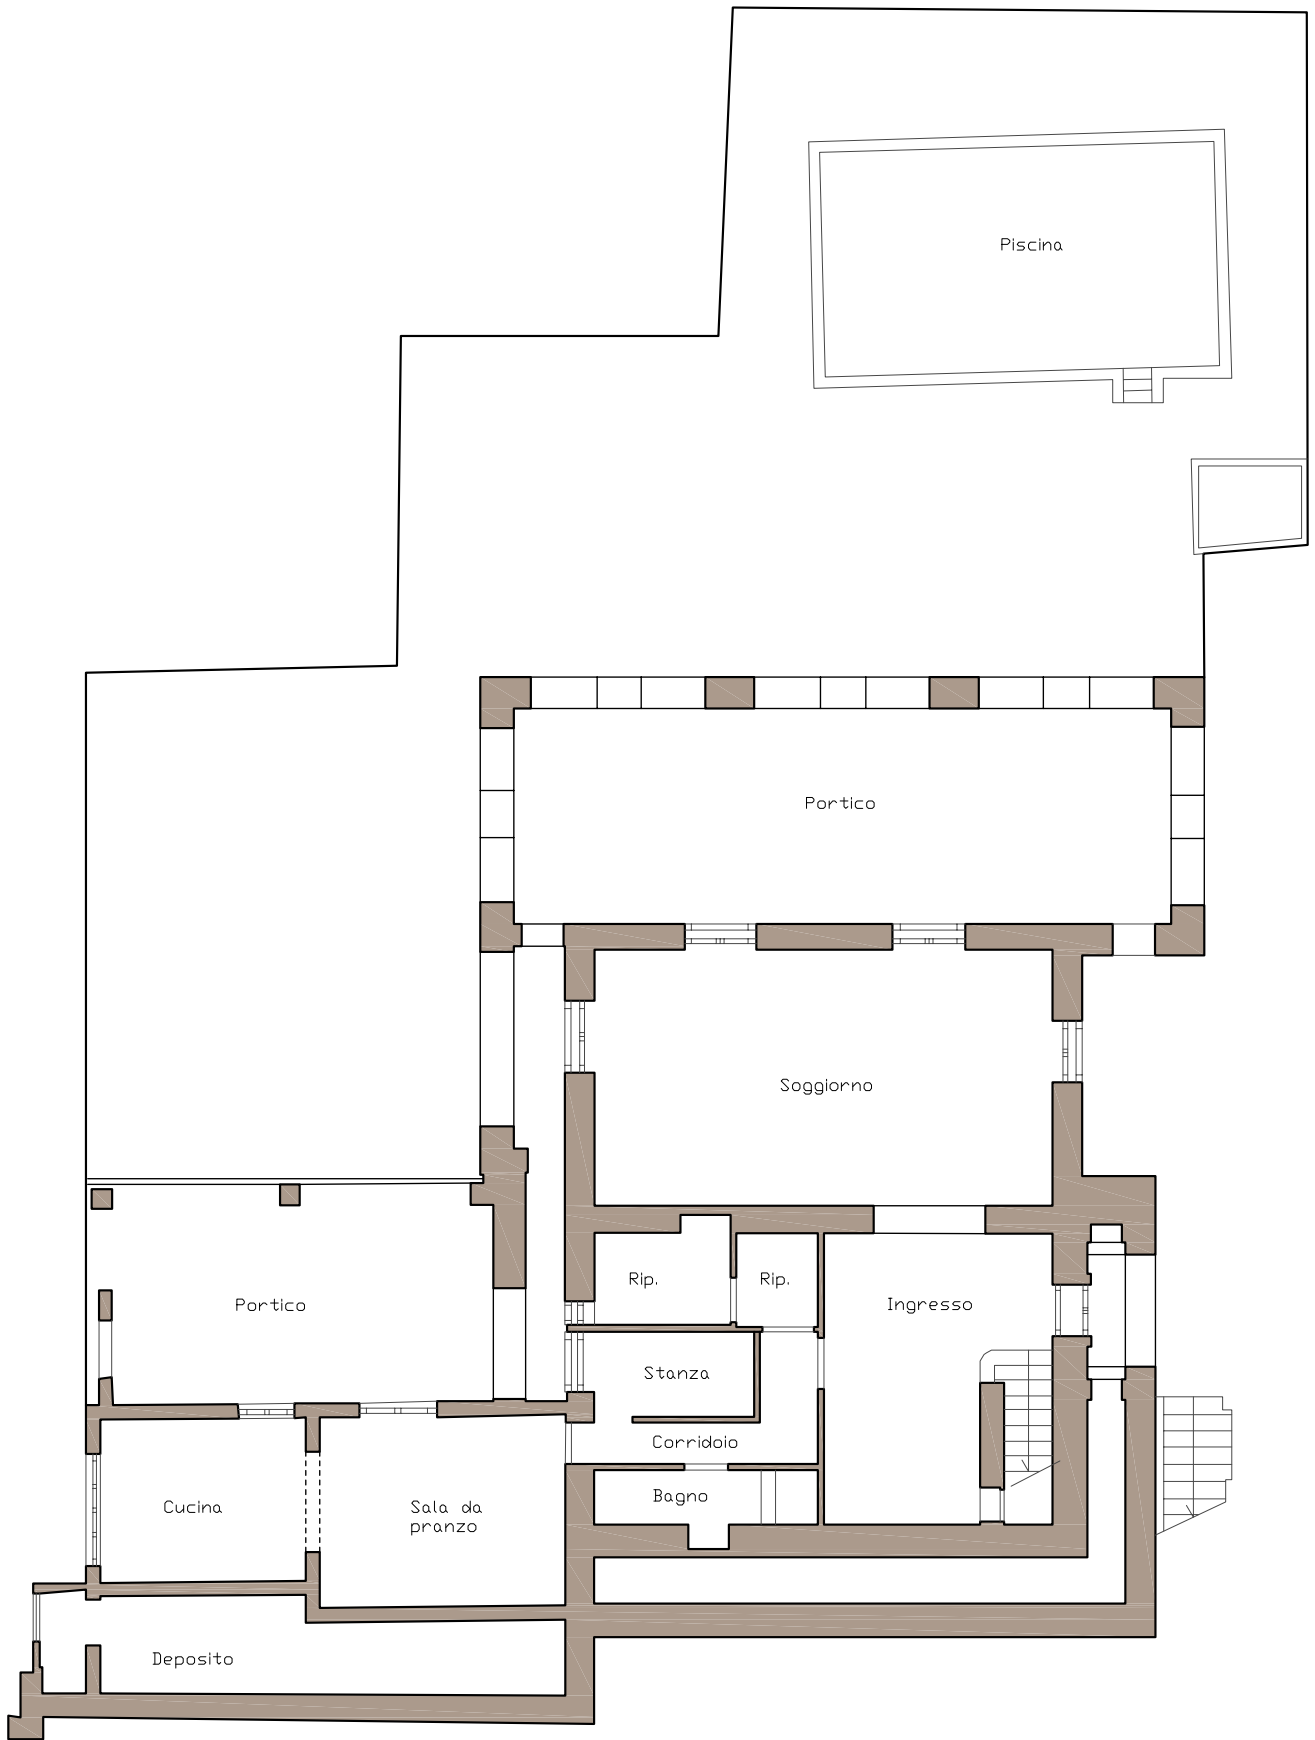 Piscina
Portico
Soggiorno
Rip.
Rip.
Portico
Ingresso
Stanza
Corridoio
Bagno
Cucina
Sala da
pranzo
Deposito